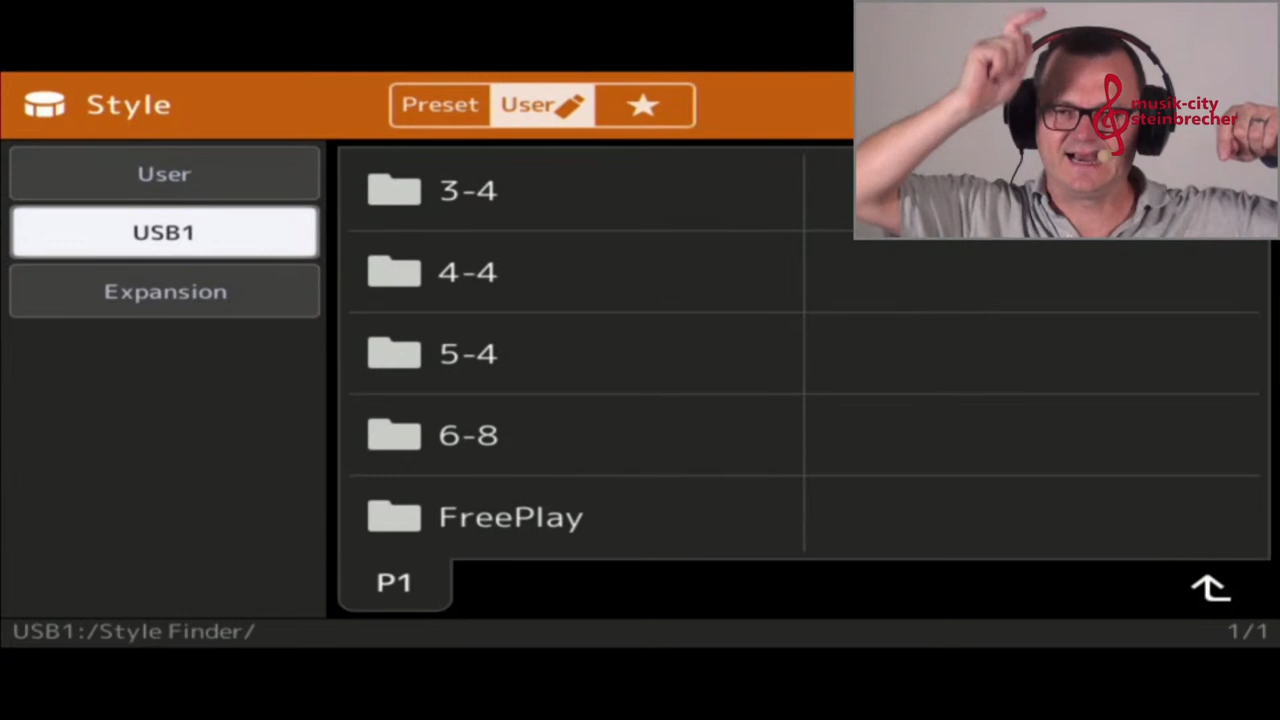 Style
Preset
User
musik-city
steinbrecher
User
USB1
Expansion
3-4
4-4
5-4
6-8
FreePlay
P1
USB1:/Style Finder/
1/1